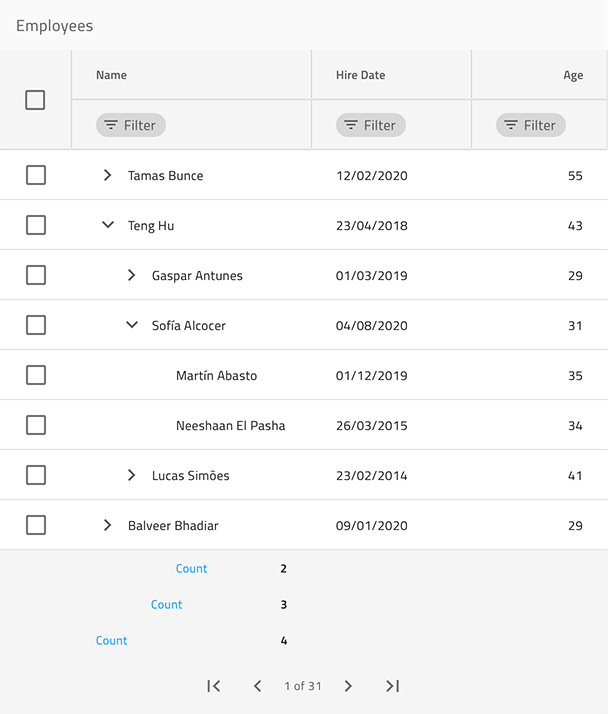 Employees
Name Hire Date Age
Filter Filter Filter
Tamas Bunce 12/02/2020 55
Teng Hu 23/04/2018 43
Gaspar Antunes 01/03/2019 29
Sofía Alcocer 04/08/2020 31
Martín Abasto 01/12/2019 35
Neeshaan El Pasha 26/03/2015 34
Lucas Simões 23/02/2014 41
Balveer Bhadiar 09/01/2020 29
Count 2
Count 3
Count 4
1 of 31